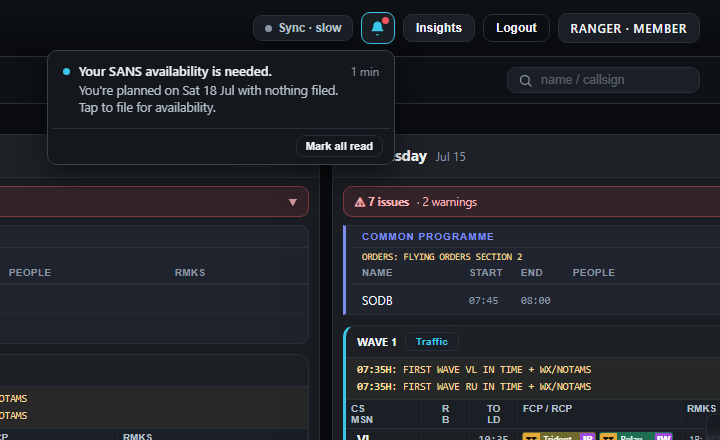 Sync · slow
Insights
Logout
RANGER · MEMBER
Your SANS availability is needed.
1 min
You're planned on Sat 18 Jul with nothing filed.
Tap to file for availability.
Mark all read
name / callsign
sday Jul 15
▼
⚠ 7 issues · 2 warnings
PEOPLE RMKS
COMMON PROGRAMME
ORDERS: FLYING ORDERS SECTION 2
NAME START END PEOPLE
SODB 07:45 08:00
WAVE 1 Traffic
OTAMS
OTAMS
07:35H: FIRST WAVE VL IN TIME + WX/NOTAMS
07:35H: FIRST WAVE RU IN TIME + WX/NOTAMS
CS
MSN
R
B
TO
LD
FCP / RCP
RMKS
CP RMKS
VL 10:35 Trident IP Relay IW